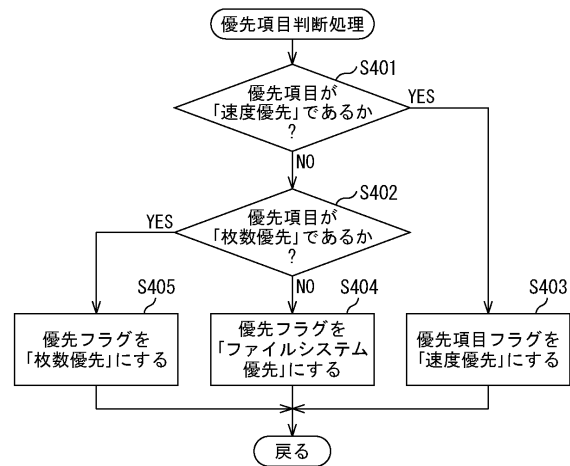 優先項目判断処理
S401
優先項目が
「速度優先」であるか
?
YES
NO
S402
優先項目が
「枚数優先」であるか
?
YES
NO
S405
優先フラグを
「枚数優先」にする
S404
優先フラグを
「ファイルシステム
優先」にする
S403
優先項目フラグを
「速度優先」にする
戻る